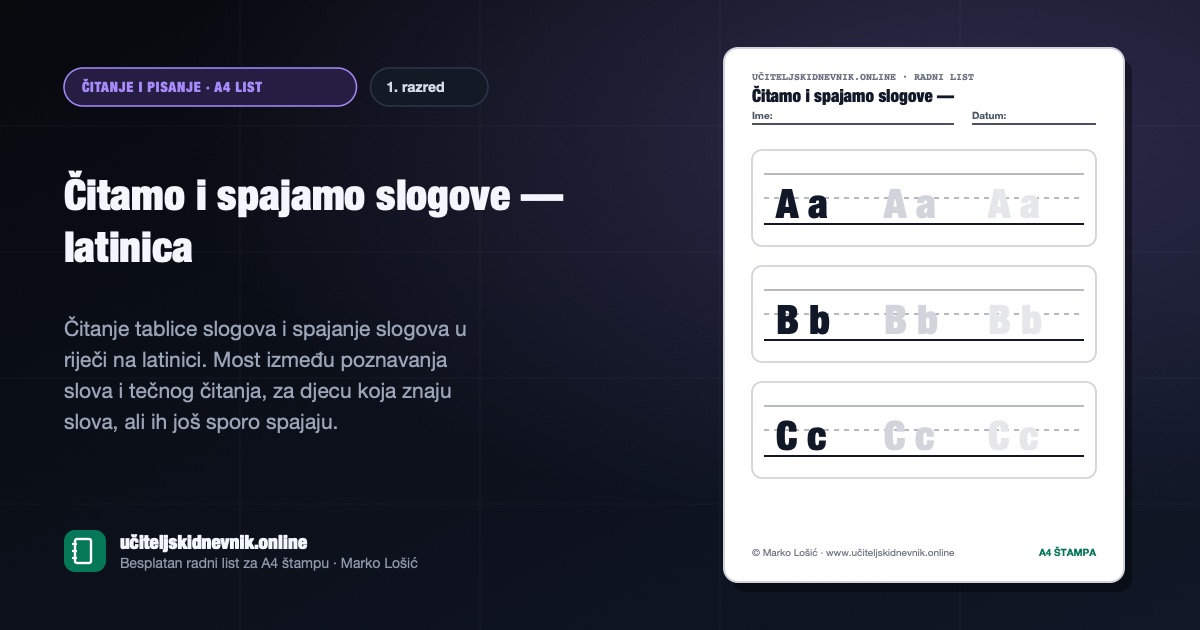 ČITANJE I PISANJE · A4 LIST
1. razred
Čitamo i spajamo slogove —
latinica
Čitanje tablice slogova i spajanje slogova u
riječi na latinici. Most između poznavanja
slova i tečnog čitanja, za djecu koja znaju
slova, ali ih još sporo spajaju.
učiteljskidnevnik.online
Besplatan radni list za A4 štampu · Marko Lošić
UČITELJSKIDNEVNIK.ONLINE · RADNI LIST
Čitamo i spajamo slogove —
Ime: Datum:
A a A a A a
B b B b B b
C c C c C c
© Marko Lošić · www.učiteljskidnevnik.online
A4 ŠTAMPA